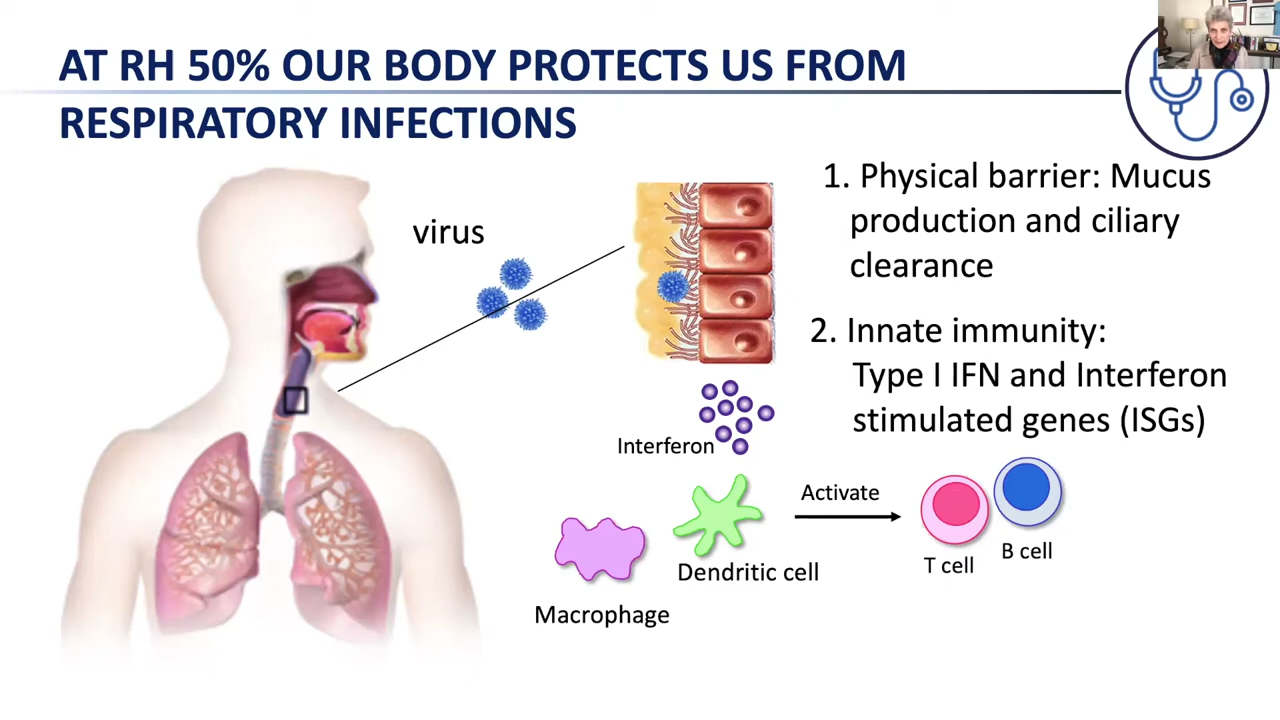 AT RH 50% OUR BODY PROTECTS US FROM
RESPIRATORY INFECTIONS
virus
1. Physical barrier: Mucus
production and ciliary
clearance
2. Innate immunity:
Type I IFN and Interferon
stimulated genes (ISGs)
Interferon
Activate
T cell
B cell
Dendritic cell
Macrophage